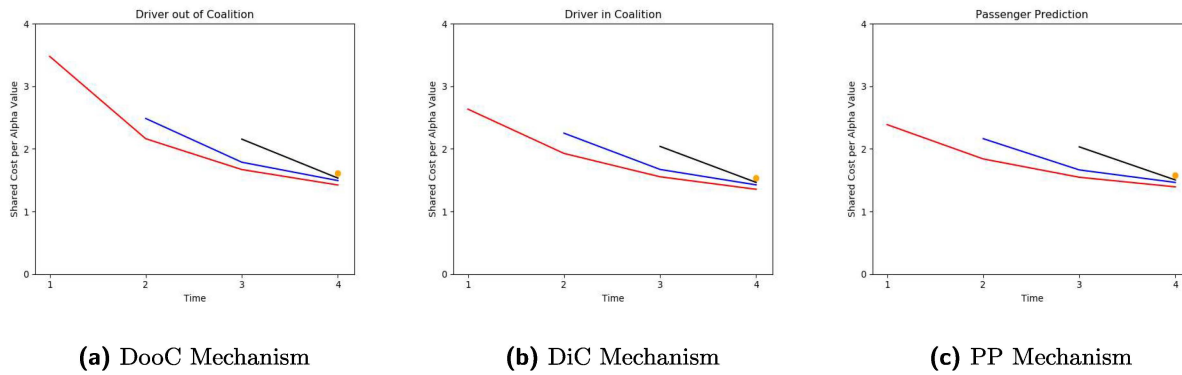 Driver out of Coalition
4
3
2
1
0
Shared Cost per Alpha Value
1 2 3 4
Time
(a) DooC Mechanism
Driver in Coalition
4
3
2
1
0
Shared Cost per Alpha Value
1 2 3 4
Time
(b) DiC Mechanism
Passenger Prediction
4
3
2
1
0
Shared Cost per Alpha Value
1 2 3 4
Time
(c) PP Mechanism